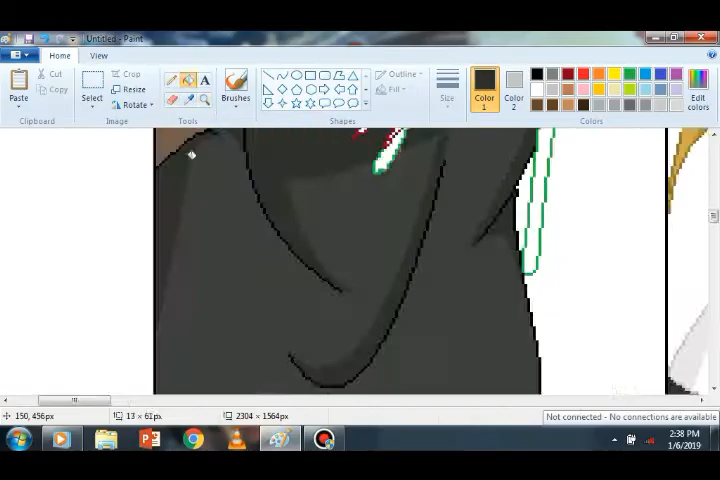 Untitled - Paint
Home View
Paste
Cut
Copy
Clipboard
Select
Crop
Resize
Rotate
Image
A
Tools
Brushes
Outline
Fill
Shapes
Size
Color 1
Color 2
Edit colors
Colors
150, 456px
13 × 61px
2304 × 1564px
Not connected - No connections are available
2:38 PM
1/6/2019